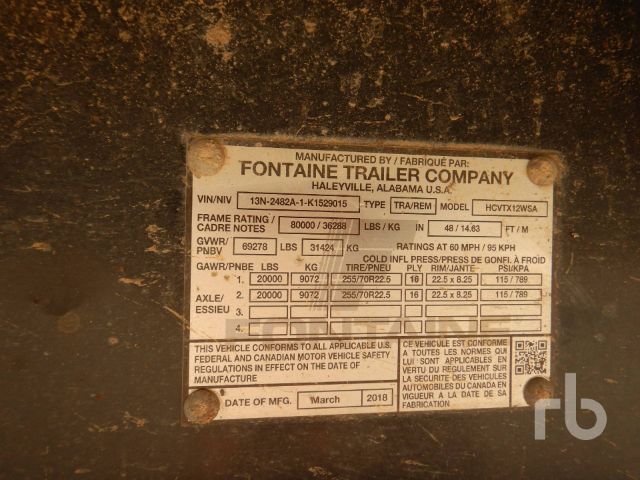 MANUFACTURED BY / FABRIQUÉ PAR:
FONTAINE TRAILER COMPANY
HALEYVILLE, ALABAMA U.S.A.
VIN/NIV 13N-2482A-1-K1529015 TYPE TRA/REM MODEL HCVTX12WSA
FRAME RATING / CADRE NOTES 80000 / 36288 LBS / KG IN 48 / 14.63 FT / M
GVWR/ PNBV 69278 LBS 31424 KG RATINGS AT 60 MPH / 95 KPH
COLD INFL PRESS/PRESS DE GONFL À FROID
GAWR/PNBE LBS KG TIRE/PNEU PLY RIM/JANTE PSI/KPA
1. 20000 9072 255/70R22.5 16 22.5 x 8.25 115 / 789
AXLE/ ESSIEU 2. 20000 9072 255/70R22.5 16 22.5 x 8.25 115 / 789
3.
4.
FONTAINE
THIS VEHICLE CONFORMS TO ALL APPLICABLE U.S.
FEDERAL AND CANADIAN MOTOR VEHICLE SAFETY
REGULATIONS IN EFFECT ON THE DATE OF
MANUFACTURE
DATE OF MFG. March 2018
CE VEHICULE EST CONFORME
A TOUTES LES NORMES QUI
LUI SONT APPLICABLES EN
VERTU DU REGULEMENT SUR
LA SECURITE DES VEHICULES
AUTOMOBILES DU CANADA EN
VIGUEUR A LA DATE DE SA
FABRICATION
rb